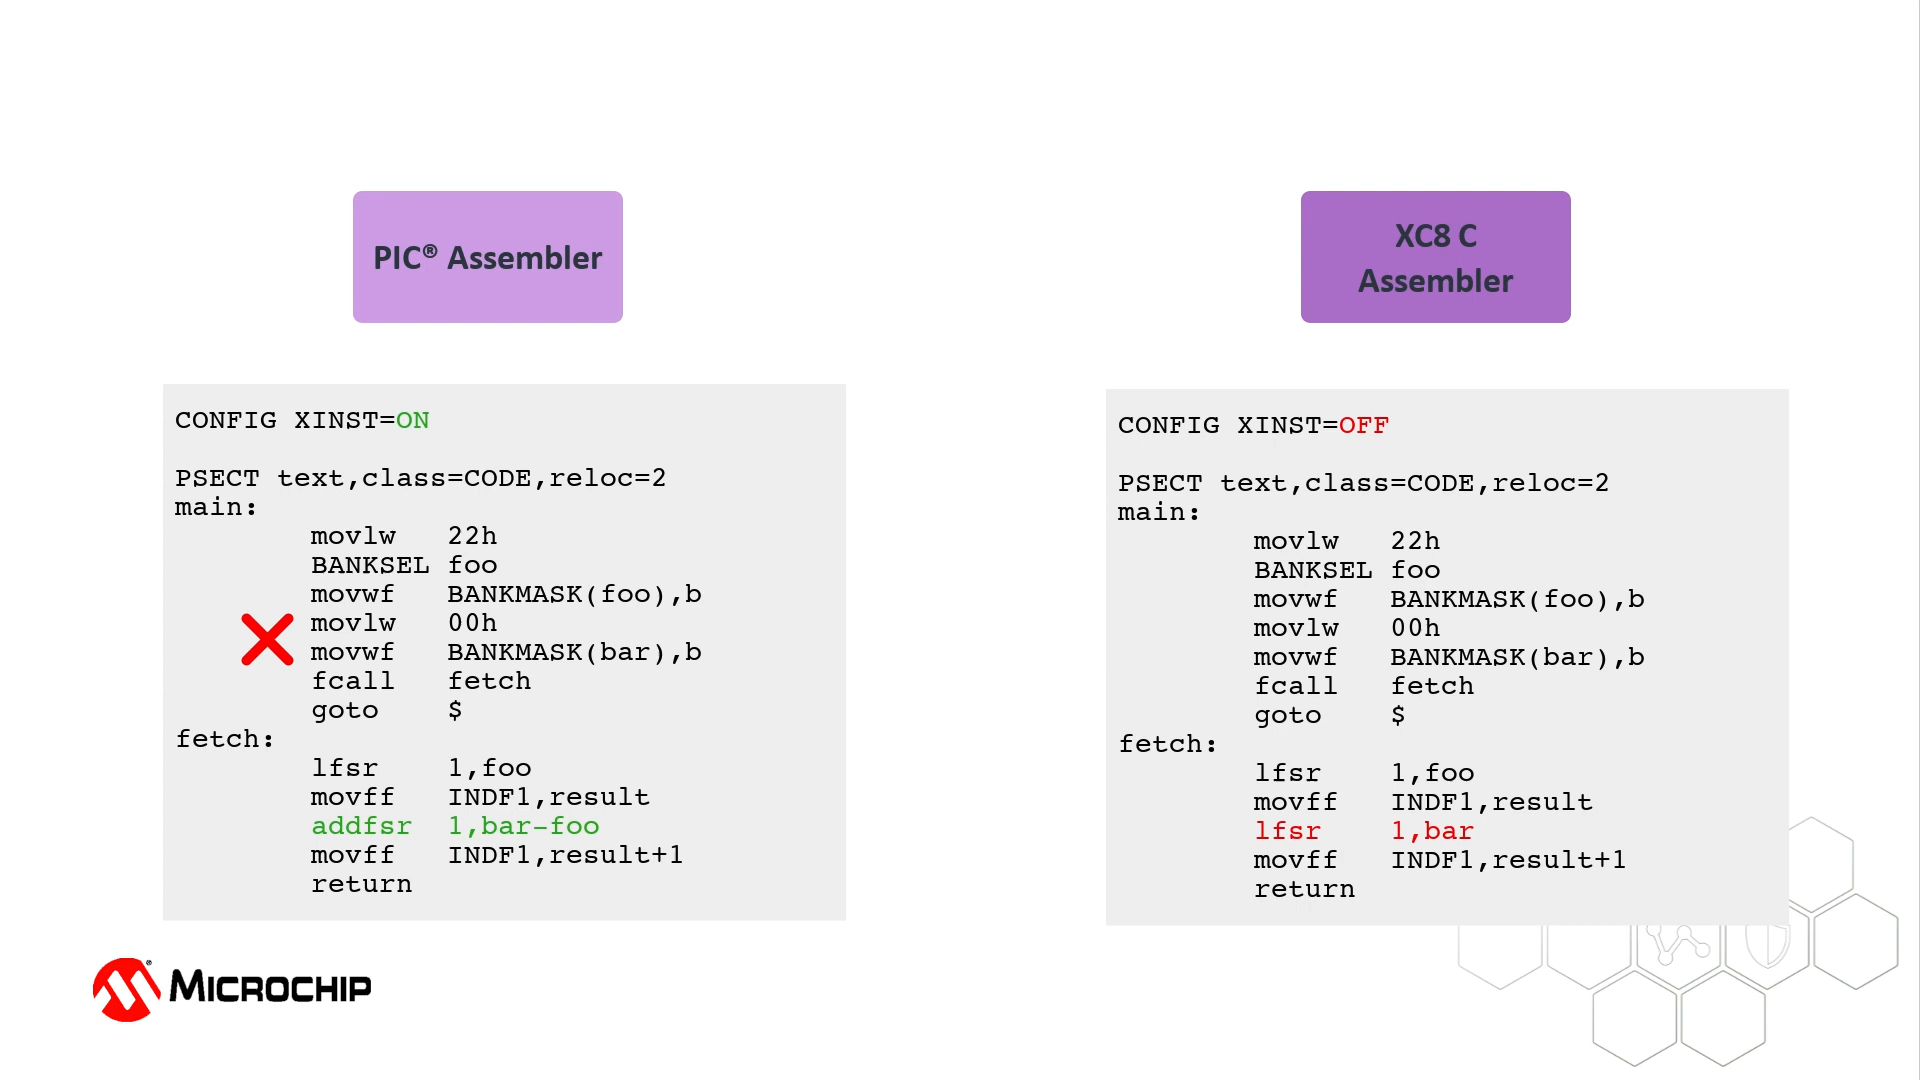 PIC® Assembler
CONFIG XINST=ON
PSECT text,class=CODE,reloc=2
main:
movlw 22h
BANKSEL foo
movwf BANKMASK(foo),b
movlw 00h
movwf BANKMASK(bar),b
fcall fetch
goto $
fetch:
lfsr 1,foo
movff INDF1,result
addfsr 1,bar-foo
movff INDF1,result+1
return
XC8 C
Assembler
CONFIG XINST=OFF
PSECT text,class=CODE,reloc=2
main:
movlw 22h
BANKSEL foo
movwf BANKMASK(foo),b
movlw 00h
movwf BANKMASK(bar),b
fcall fetch
goto $
fetch:
lfsr 1,foo
movff INDF1,result
lfsr 1,bar
movff INDF1,result+1
return
MICROCHIP